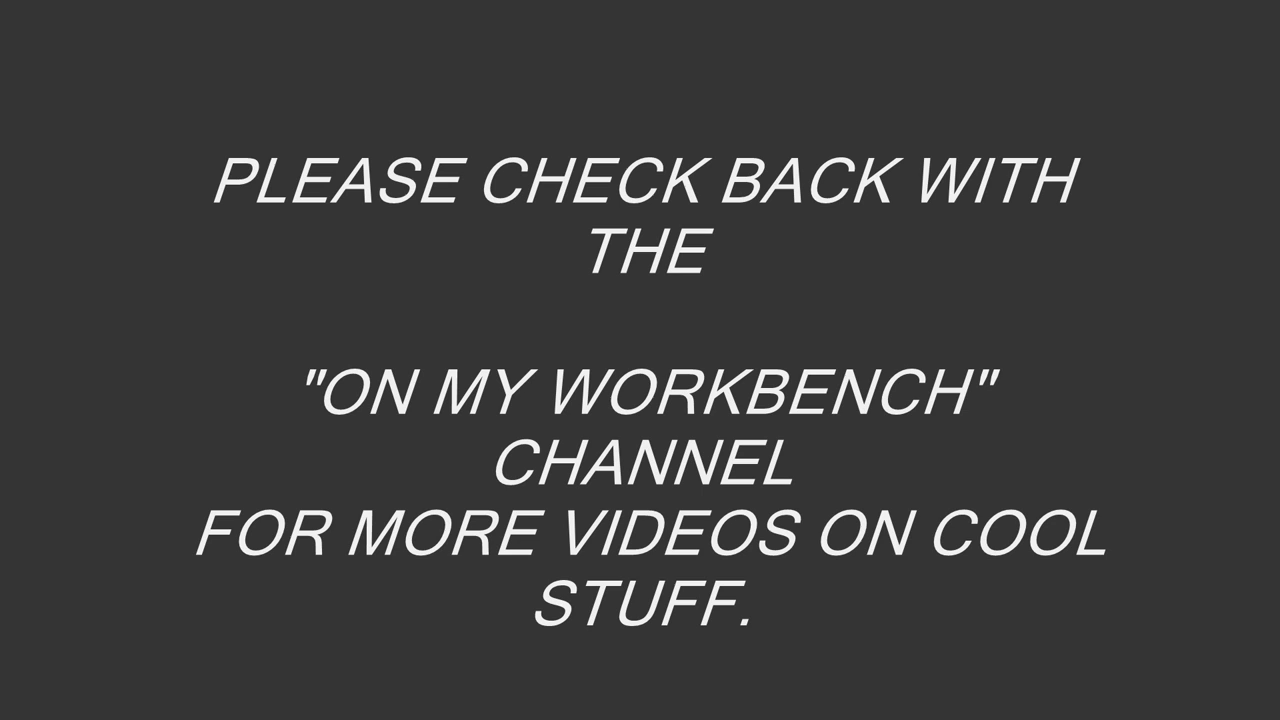 PLEASE CHECK BACK WITH
THE
"ON MY WORKBENCH"
CHANNEL
FOR MORE VIDEOS ON COOL
STUFF.